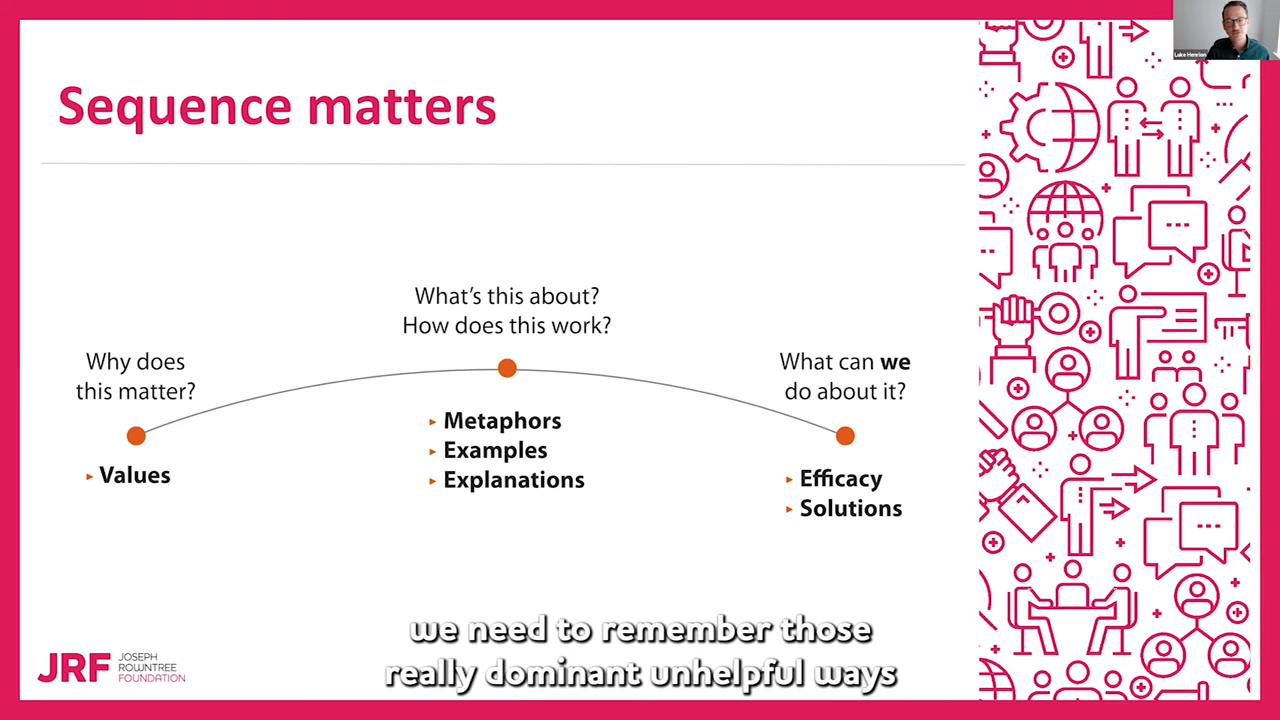 Luke Henrion
Sequence matters
What's this about?
How does this work?
Why does
this matter?
What can we
do about it?
▸ Metaphors
▸ Examples
▸ Explanations
▸ Values
▸ Efficacy
▸ Solutions
we need to remember those
really dominant unhelpful ways
JRF JOSEPH
ROWNTREE
FOUNDATION